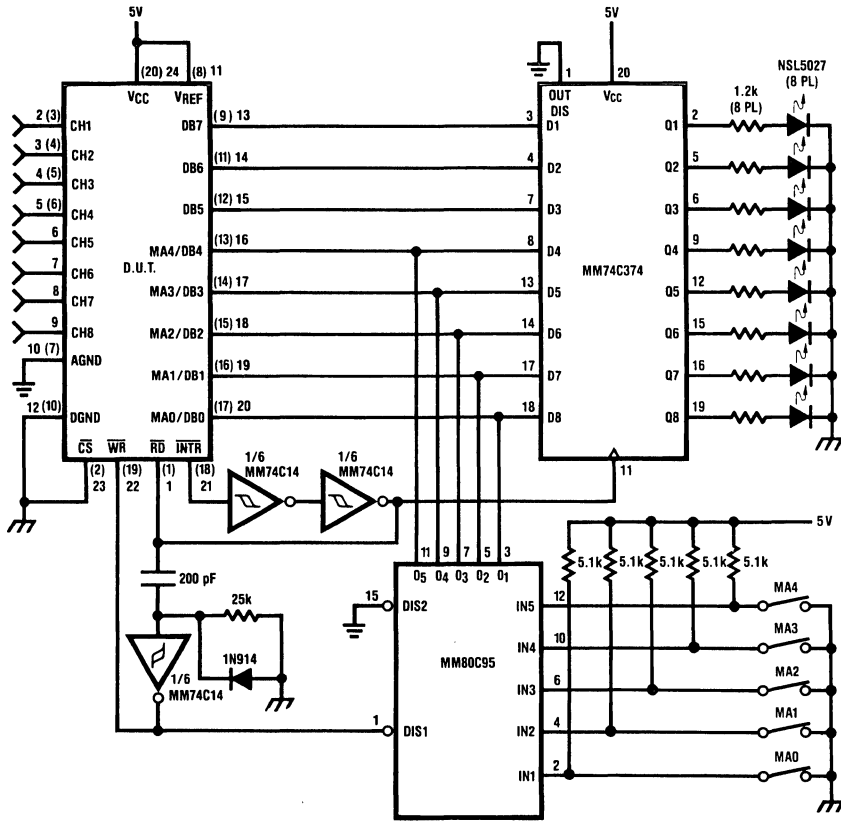 5V
5V
(20) 24
(8) 11
VCC
VREF
1
20
OUT
DIS
VCC
NSL5027
(8 PL)
1.2k
(8 PL)
2 (3)
CH1
DB7
(9) 13
3
D1
Q1
2
3 (4)
CH2
DB6
(11) 14
4
D2
Q2
5
4 (5)
CH3
DB5
(12) 15
7
D3
Q3
6
5 (6)
CH4
MA4/DB4
(13) 16
8
D4
Q4
9
6
CH5
D.U.T.
MM74C374
7
CH6
MA3/DB3
(14) 17
13
D5
Q5
12
8
CH7
MA2/DB2
(15) 18
14
D6
Q6
15
9
CH8
10 (7)
AGND
MA1/DB1
(16) 19
17
D7
Q7
16
12 (10)
DGND
MA0/DB0
(17) 20
18
D8
Q8
19
CS
WR
RD
INTR
(2)
23
(19)
22
(1)
1
(18)
21
1/6
MM74C14
1/6
MM74C14
11
200 pF
25k
1N914
1/6
MM74C14
5V
5.1k
5.1k
5.1k
5.1k
5.1k
11
9
7
5
3
O5
O4
O3
O2
O1
15
DIS2
MM80C95
1
DIS1
IN5
12
MA4
IN4
10
MA3
IN3
6
MA2
IN2
4
MA1
IN1
2
MA0